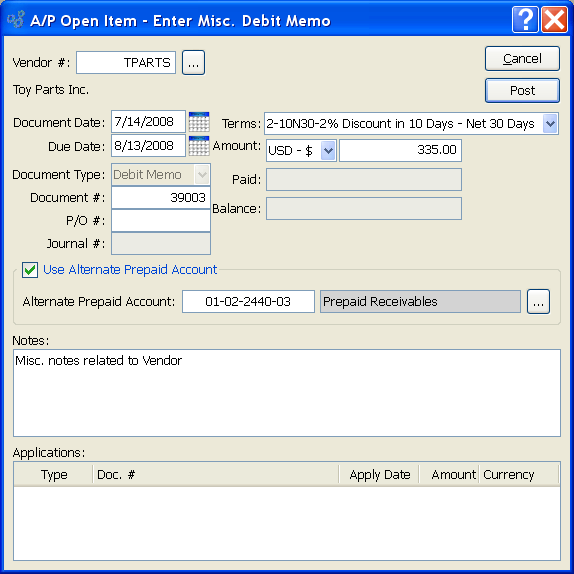 A/P Open Item - Enter Misc. Debit Memo
Vendor #: TPARTS ... Cancel
Toy Parts Inc. Post
Document Date: 7/14/2008 Terms: 2-10N30-2% Discount in 10 Days - Net 30 Days
Due Date: 8/13/2008 Amount: USD - $ 335.00
Document Type: Debit Memo Paid:
Document #: 39003 Balance:
P/O #:
Journal #:
Use Alternate Prepaid Account
Alternate Prepaid Account: 01-02-2440-03 Prepaid Receivables ...
Notes:
Misc. notes related to Vendor
Applications:
Type Doc. # Apply Date Amount Currency